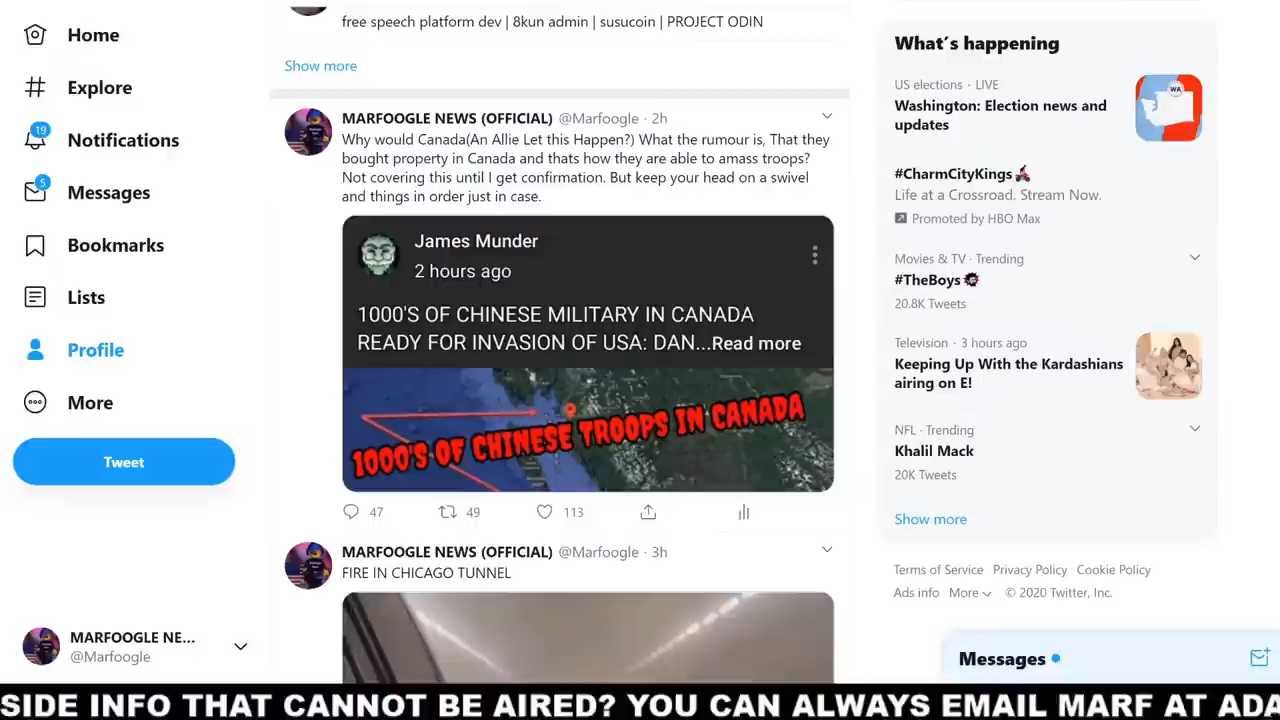 Home
Explore
19
Notifications
5
Messages
Bookmarks
Lists
Profile
More
Tweet
MARFOOGLE NE...
@Marfoogle
free speech platform dev | 8kun admin | susucoin | PROJECT ODIN
Show more
MARFOOGLE NEWS (OFFICIAL) @Marfoogle · 2h
Why would Canada(An Allie Let this Happen?) What the rumour is, That they
bought property in Canada and thats how they are able to amass troops?
Not covering this until I get confirmation. But keep your head on a swivel
and things in order just in case.
James Munder
2 hours ago
1000'S OF CHINESE MILITARY IN CANADA
READY FOR INVASION OF USA: DAN...Read more
1000'S OF CHINESE TROOPS IN CANADA
47 49 113
MARFOOGLE NEWS (OFFICIAL) @Marfoogle · 3h
FIRE IN CHICAGO TUNNEL
What's happening
US elections · LIVE
Washington: Election news and
updates
WA
#CharmCityKings
Life at a Crossroad. Stream Now.
Promoted by HBO Max
Movies & TV · Trending
#TheBoys
20.8K Tweets
Television · 3 hours ago
Keeping Up With the Kardashians
airing on E!
NFL · Trending
Khalil Mack
20K Tweets
Show more
Terms of Service Privacy Policy Cookie Policy
Ads info More © 2020 Twitter, Inc.
Messages
SIDE INFO THAT CANNOT BE AIRED? YOU CAN ALWAYS EMAIL MARF AT ADA